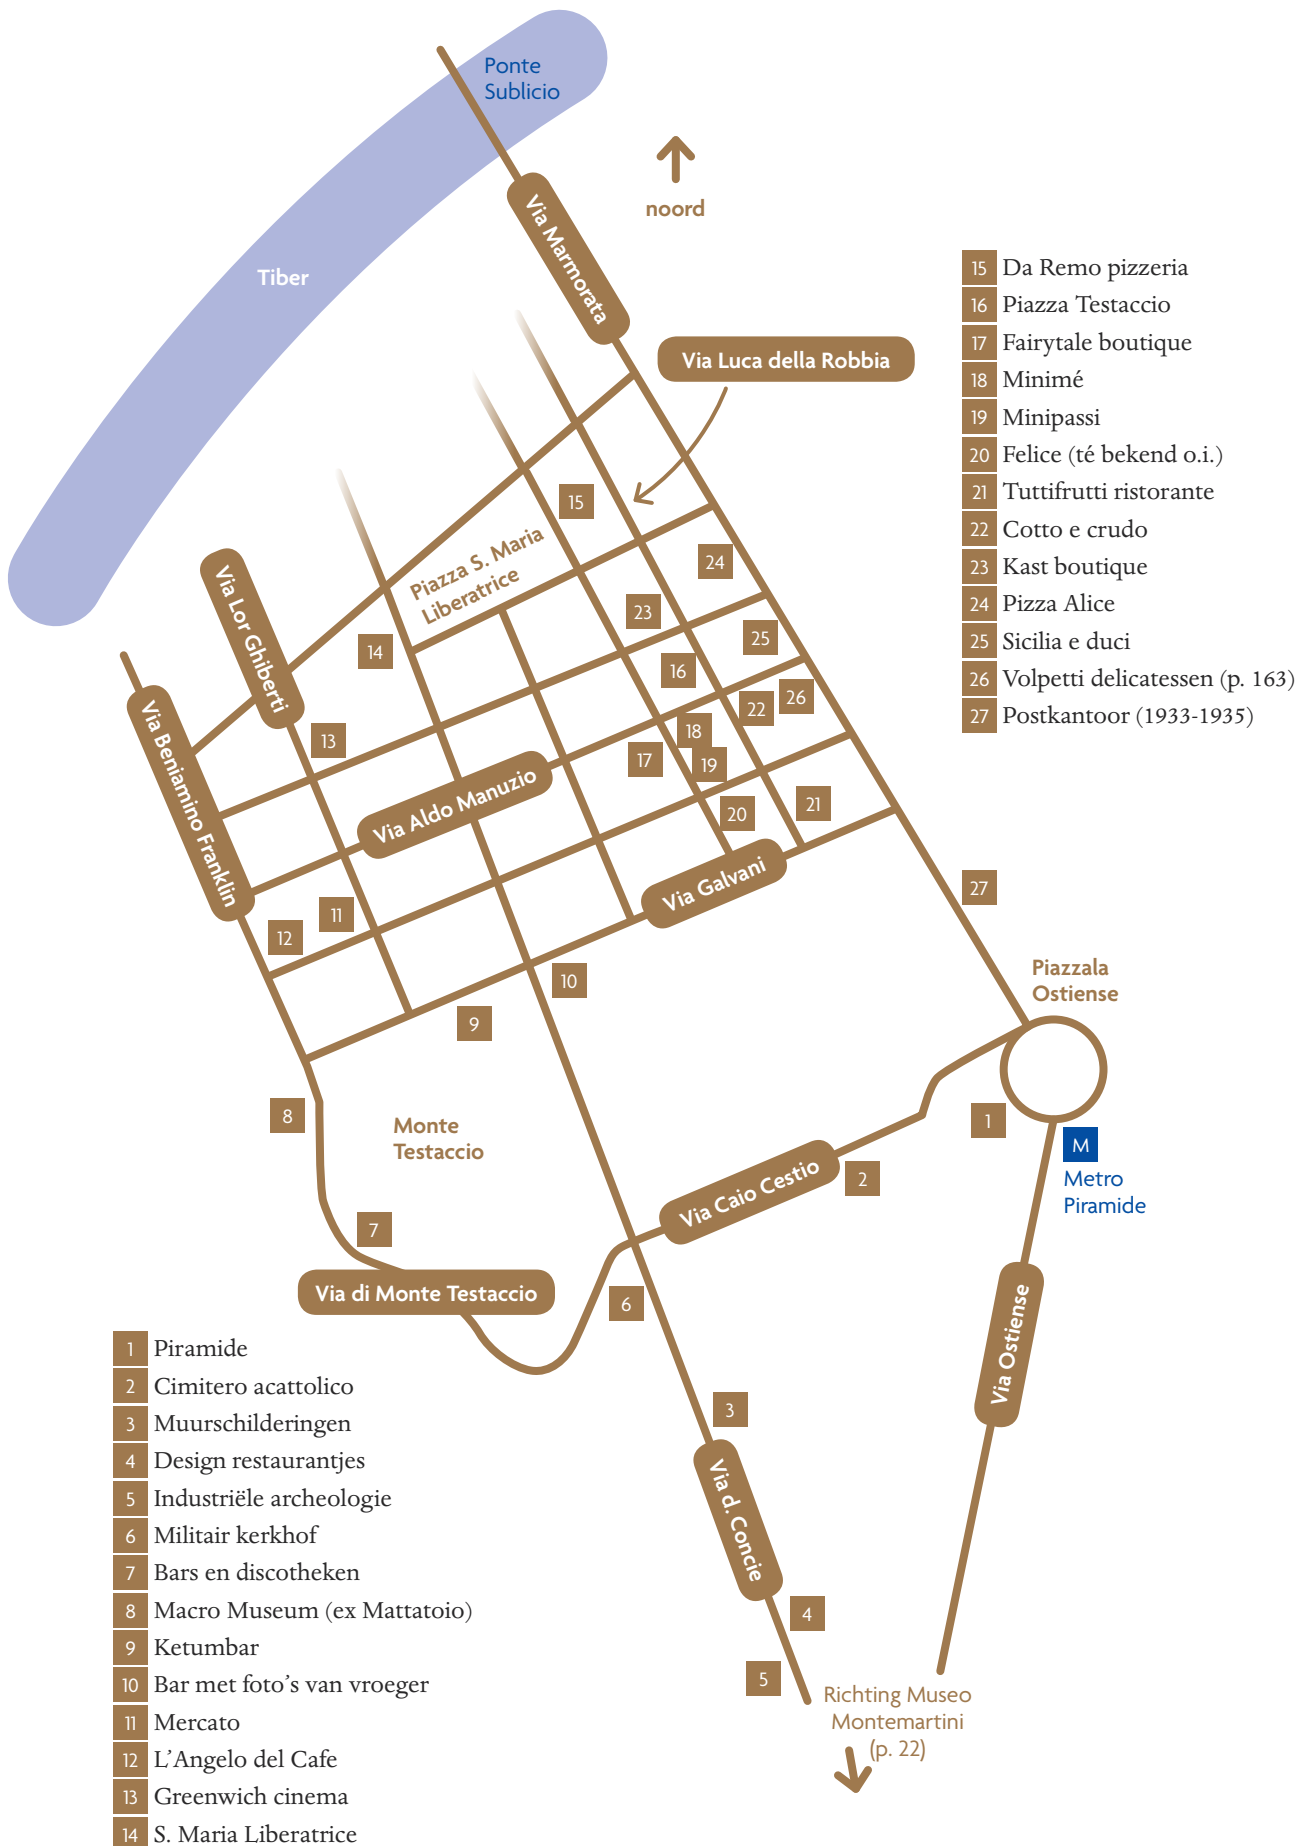 Ponte
Sublicio
noord
Via Marmorata
Tiber
15 Da Remo pizzeria
16 Piazza Testaccio
17 Fairytale boutique
18 Minimé
19 Minipassi
20 Felice (té bekend o.i.)
21 Tuttifrutti ristorante
22 Cotto e crudo
23 Kast boutique
24 Pizza Alice
25 Sicilia e duci
26 Volpetti delicatessen (p. 163)
27 Postkantoor (1933-1935)
Via Luca della Robbia
15
Piazza S. Maria
Liberatrice
24
Via Lor Ghiberti
23
25
14
16
26
22
Via Beniamino Franklin
13
18
17
19
Via Aldo Manuzio
20
21
Via Galvani
27
11
12
10
Piazzala
Ostiense
9
8
Monte
Testaccio
1
M
Metro
Piramide
2
Via Caio Cestio
7
Via di Monte Testaccio
6
Via Ostiense
3
Via d. Concie
4
5
Richting Museo
Montemartini
(p. 22)
1 Piramide
2 Cimitero acattolico
3 Muurschilderingen
4 Design restaurantjes
5 Industriële archeologie
6 Militair kerkhof
7 Bars en discotheken
8 Macro Museum (ex Mattatoio)
9 Ketumbar
10 Bar met foto's van vroeger
11 Mercato
12 L'Angelo del Cafe
13 Greenwich cinema
14 S. Maria Liberatrice